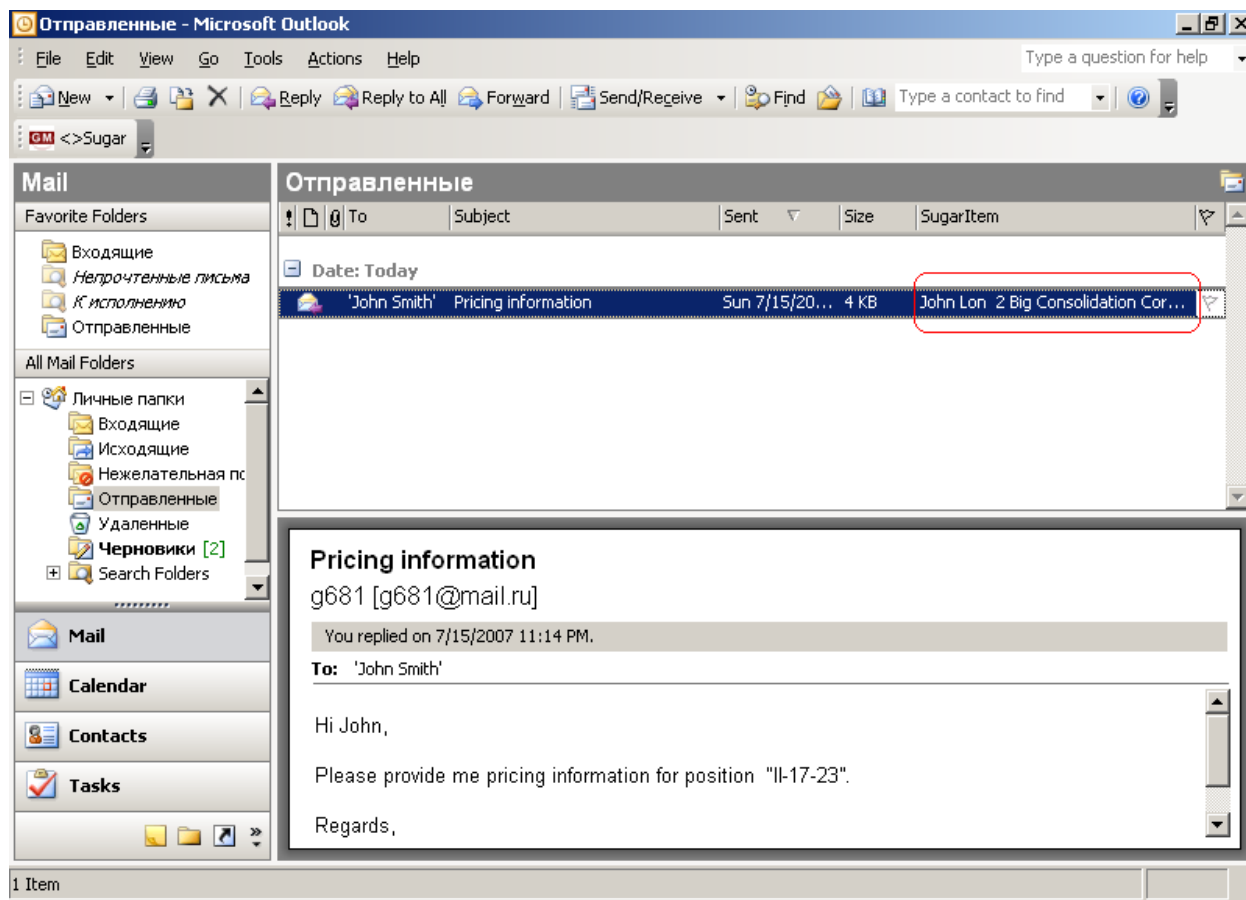 Отправленные - Microsoft Outlook
File Edit View Go Tools Actions Help Type a question for help
New Reply Reply to All Forward Send/Receive Find Type a contact to find
GM <>Sugar
Mail
Favorite Folders
Входящие
Непрочтенные письма
К исполнению
Отправленные
All Mail Folders
Личные папки
Входящие
Исходящие
Нежелательная пс
Отправленные
Удаленные
Черновики [2]
Search Folders
Mail
Calendar
Contacts
Tasks
Отправленные
To Subject Sent Size SugarItem
Date: Today
'John Smith' Pricing information Sun 7/15/20... 4 KB John Lon 2 Big Consolidation Cor...
Pricing information
g681 [g681@mail.ru]
You replied on 7/15/2007 11:14 PM.
To: 'John Smith'
Hi John,
Please provide me pricing information for position "II-17-23".
Regards,
1 Item